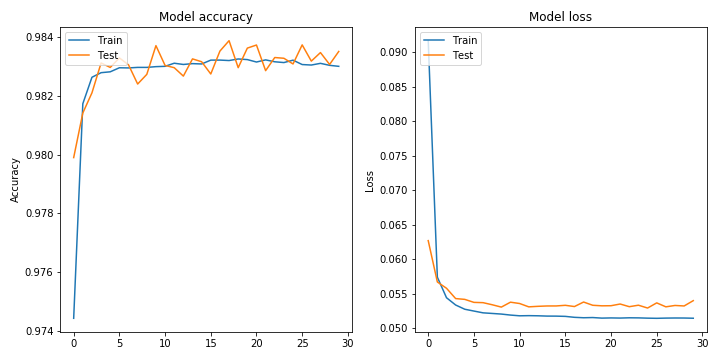 Model accuracy
Train
Test
Accuracy
0.984
0.982
0.980
0.978
0.976
0.974
0 5 10 15 20 25 30
Model loss
Train
Test
Loss
0.090
0.085
0.080
0.075
0.070
0.065
0.060
0.055
0.050
0 5 10 15 20 25 30